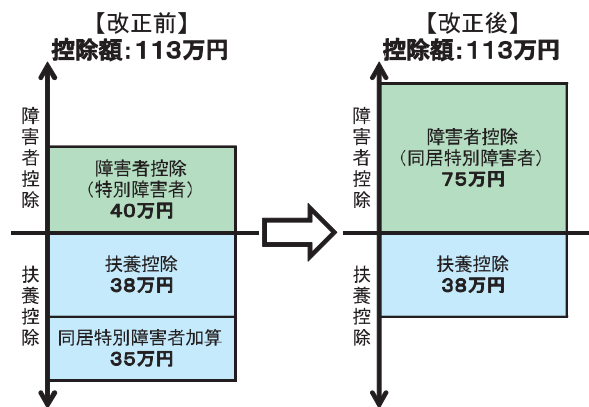 【改正前】
控除額：113万円
障害者控除
障害者控除
（特別障害者）
40万円
扶養控除
扶養控除
38万円
同居特別障害者加算
35万円
【改正後】
控除額：113万円
障害者控除
障害者控除
（同居特別障害者）
75万円
扶養控除
扶養控除
38万円